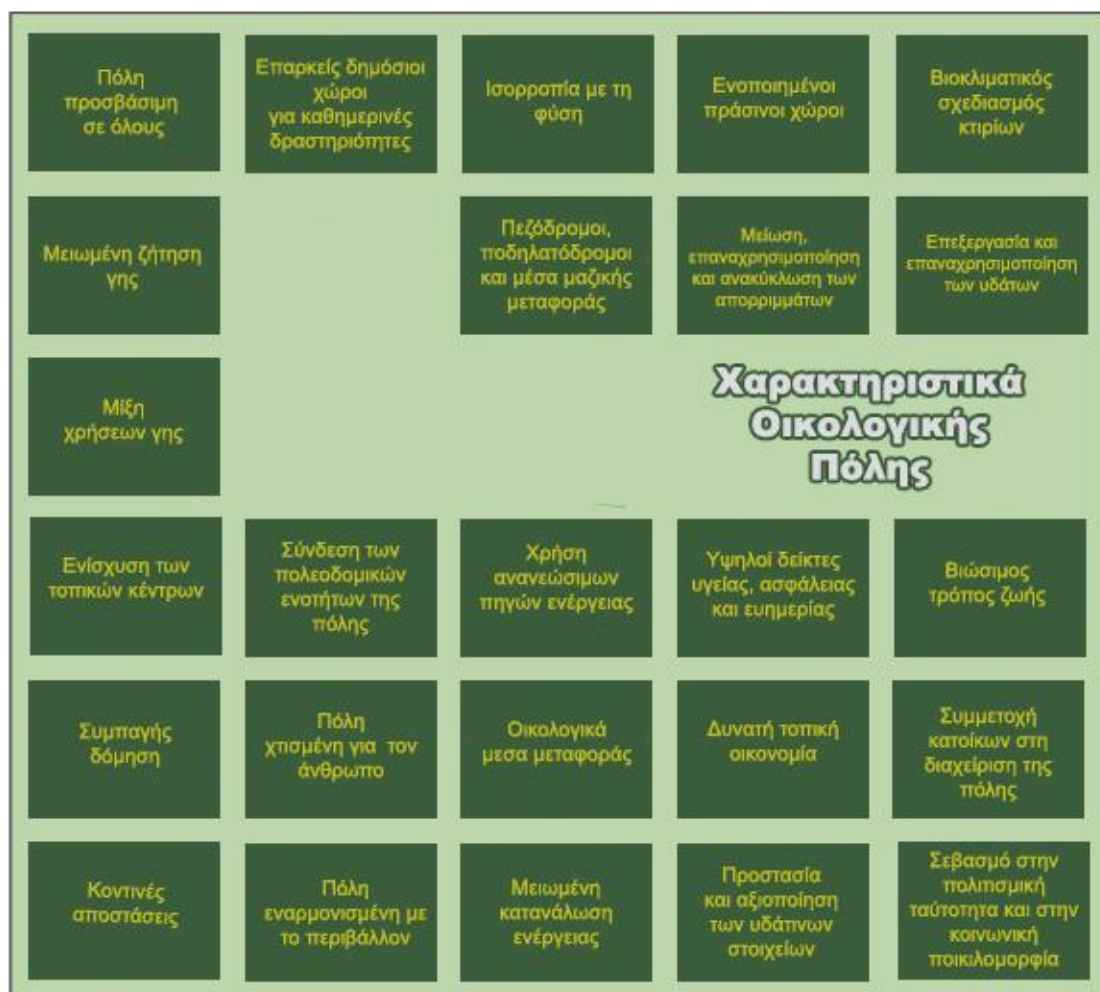 Πόλη
προσβάσιμη
σε όλους
Επαρκείς δημόσιοι
χώροι
για καθημερινές
δραστηριότητες
Ισορροπία με τη
φύση
Ενοποιημένοι
πράσινοι χώροι
Βιοκλιματικός
σχεδιασμός
κτιρίων
Μειωμένη ζήτηση
γης
Πεζόδρομοι,
ποδηλατόδρομοι
και μέσα μαζικής
μεταφοράς
Μείωση,
επαναχρησιμοποίηση
και ανακύκλωση των
απορριμμάτων
Επεξεργασία και
επαναχρησιμοποίηση
των υδάτων
Μίξη
χρήσεων γης
Χαρακτηριστικά
Οικολογικής
Πόλης
Ενίσχυση των
τοπικών κέντρων
Σύνδεση των
πολεοδομικών
ενοτήτων της
πόλης
Χρήση
ανανεώσιμων
πηγών ενέργειας
Υψηλοί δείκτες
υγείας, ασφάλειας
και ευημερίας
Βιώσιμος
τρόπος ζωής
Συμπαγής
δόμηση
Πόλη
χτισμένη για τον
άνθρωπο
Οικολογικά
μεσα μεταφοράς
Δυνατή τοπική
οικονομία
Συμμετοχή
κατοίκων στη
διαχείριση της
πόλης
Κοντινές
αποστάσεις
Πόλη
εναρμονισμένη με
το περιβάλλον
Μειωμένη
κατανάλωση
ενέργειας
Προστασία
και αξιοποίηση
των υδάτινων
στοιχείων
Σεβασμό στην
πολιτισμική
ταύτοτητα και στην
κοινωνική
ποικιλομορφία